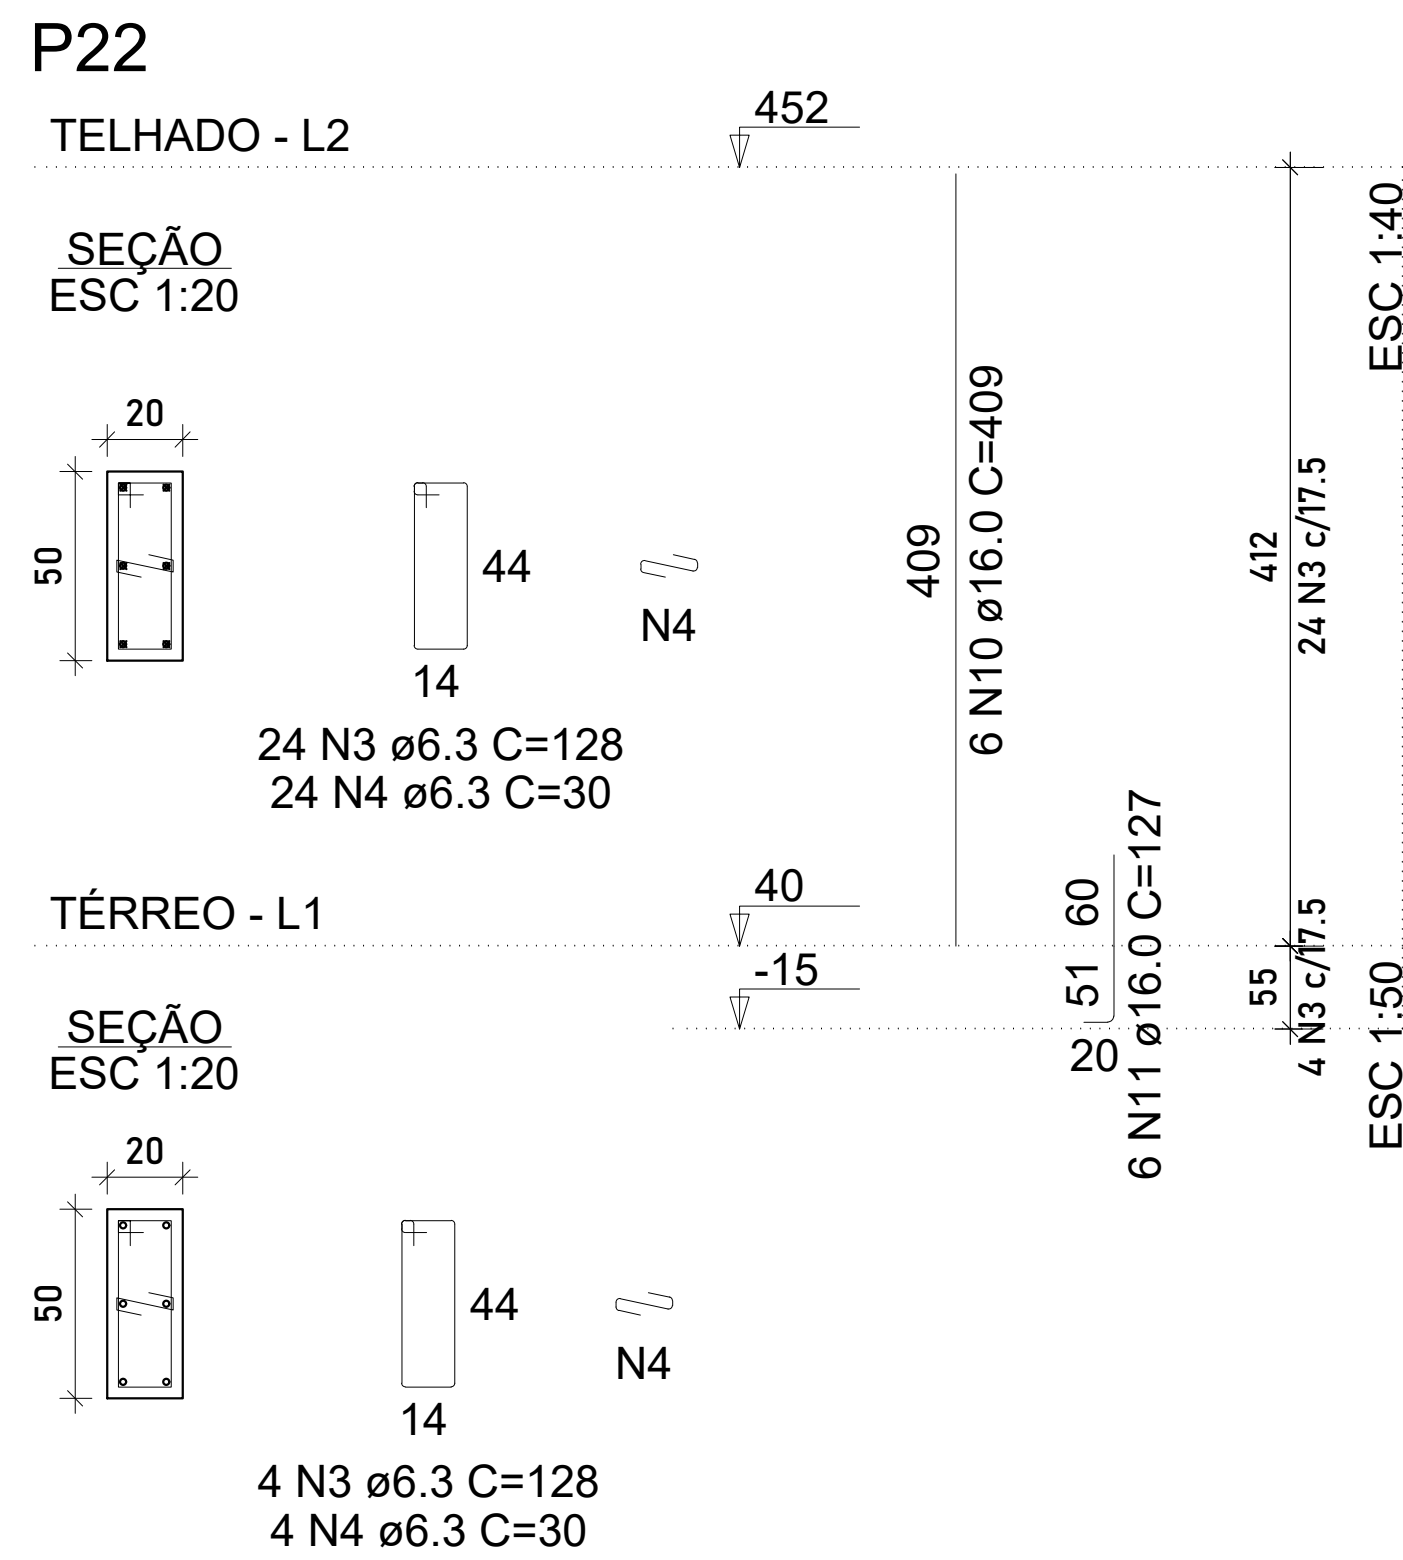 P22
TELHADO - L2
452
SEÇÃO
ESC 1:20
ESC 1:40
20
50
44
14
N4
24 N3 ø6.3 C=128
24 N4 ø6.3 C=30
409
6 N10 ø16.0 C=409
412
24 N3 c/17.5
TÉRREO - L1
40
-15
51 60
20
6 N11 ø16.0 C=127
55
4 N3 c/17.5
ESC 1:50
SEÇÃO
ESC 1:20
20
50
44
14
N4
4 N3 ø6.3 C=128
4 N4 ø6.3 C=30